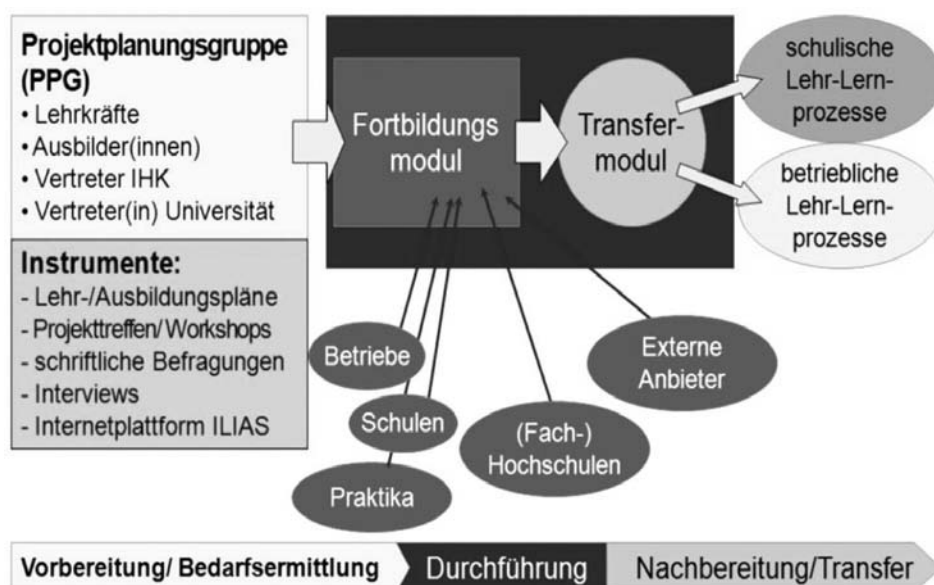 Projektplanungsgruppe
(PPG)
• Lehrkräfte
• Ausbilder(innen)
• Vertreter IHK
• Vertreter(in) Universität
Instrumente:
- Lehr-/Ausbildungspläne
- Projekttreffen/ Workshops
- schriftliche Befragungen
- Interviews
- Internetplattform ILIAS
Fortbildungs
modul
Transfer-
modul
schulische
Lehr-Lern-
prozesse
betriebliche
Lehr-Lern-
prozesse
Betriebe
Schulen
Praktika
(Fach-)
Hochschulen
Externe
Anbieter
Vorbereitung/ Bedarfsermittlung
Durchführung
Nachbereitung/Transfer